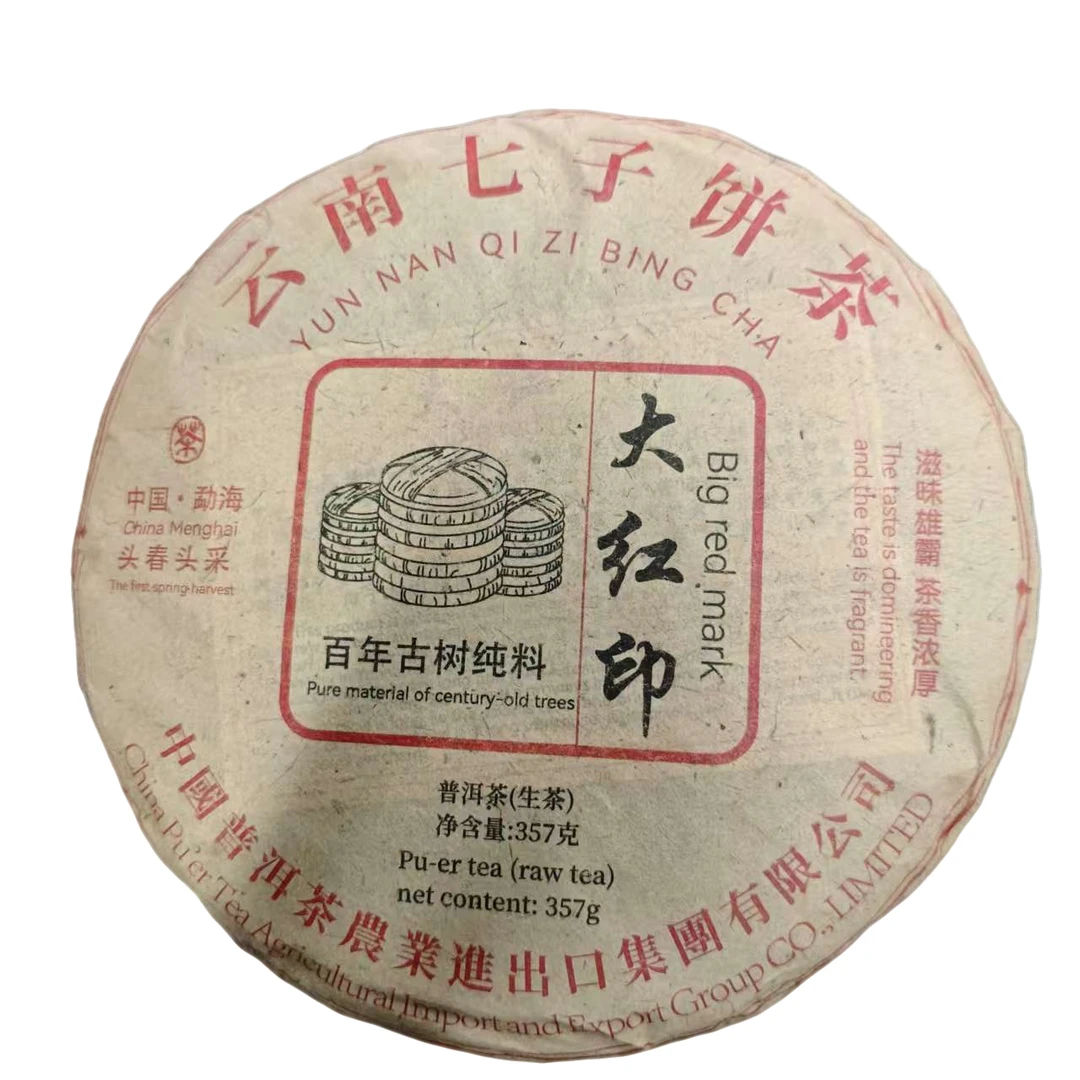 云南七子饼茶
YUN NAN QI ZI BING CHA
茶
中国·勐海
China Menghai
头春头采
The first spring harvest
百年古树纯料
Pure material of century-old trees
大红印
Big red mark
滋味雄霸 茶香浓厚
The taste is domineering
and the tea is fragrant.
普洱茶(生茶)
净含量:357克
Pu-er tea (raw tea)
net content: 357g
中國普洱茶農業進出口集團有限公司
China Pu'er Tea Agricultural Import and Export Group CO., LIMITED